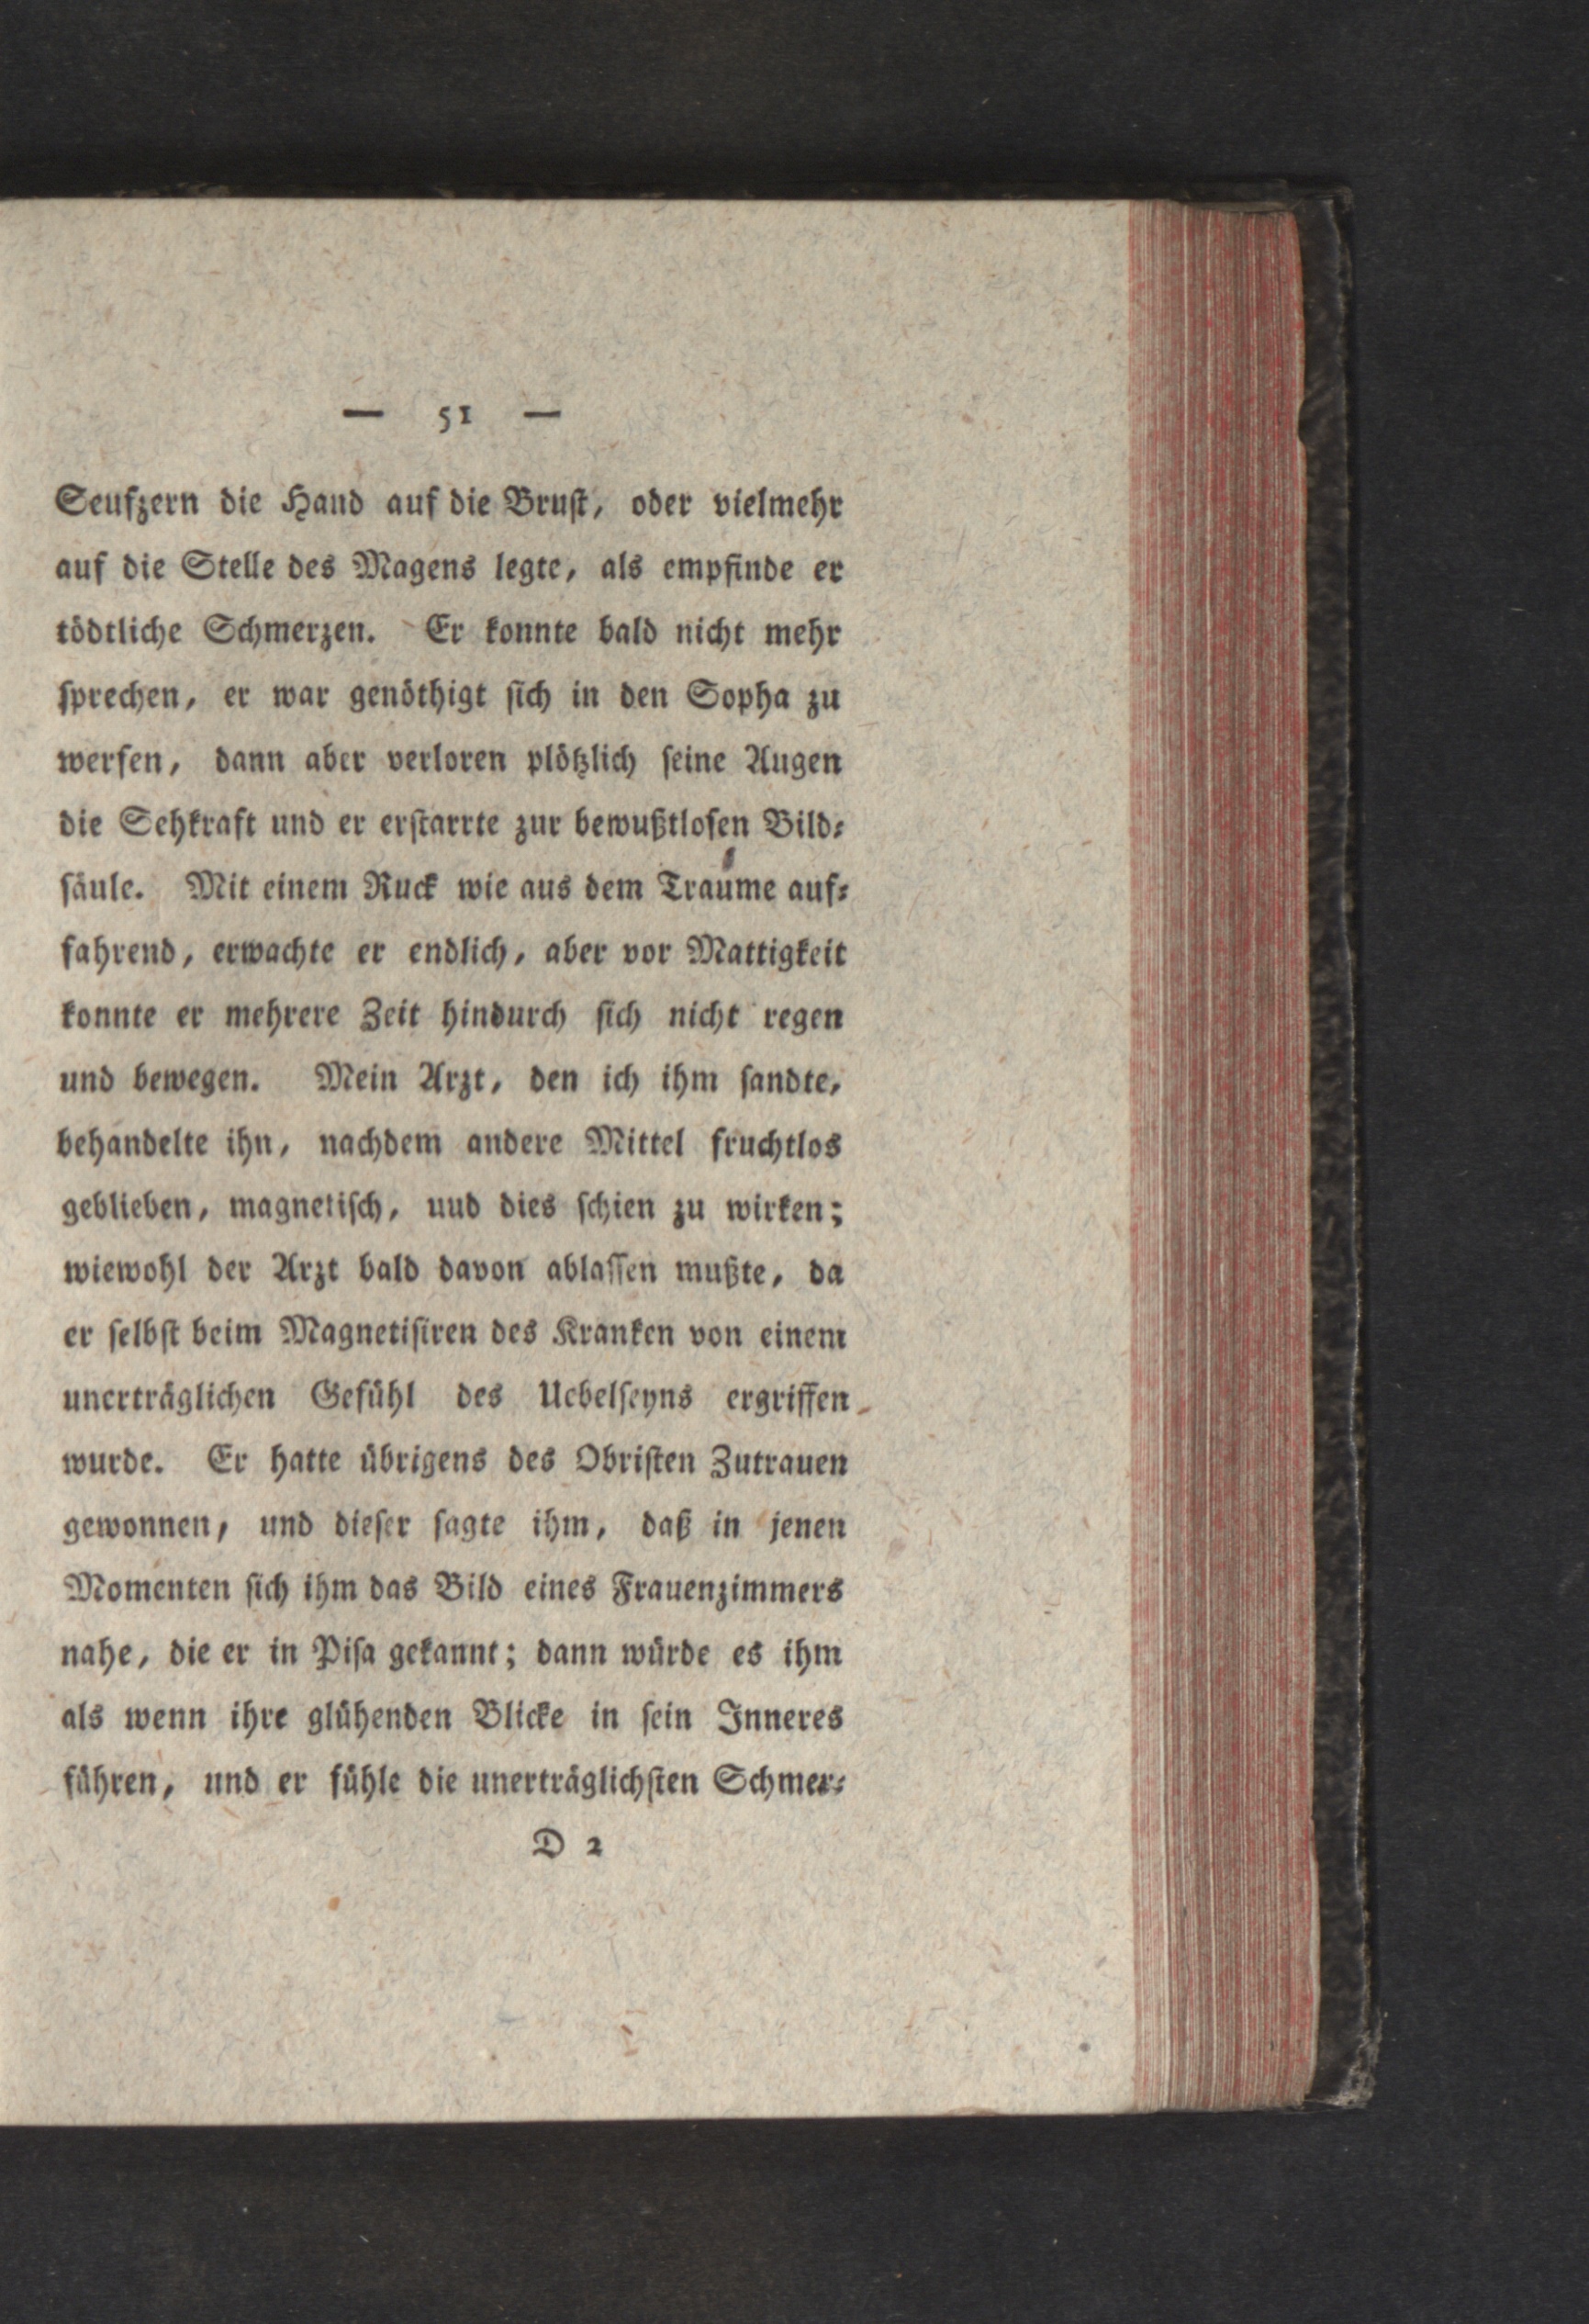 — 51 —
Seufzern die Hand auf die Bruſt, oder vielmehr
auf die Stelle des Magens legte, als empfinde er
tödtliche Schmerzen. Er konnte bald nicht mehr
ſprechen, er war genöthigt ſich in den Sopha zu
werfen, dann aber verloren plötzlich ſeine Augen
die Sehkraft und er erſtarrte zur bewußtloſen Bild⸗
ſäule. Mit einem Ruck wie aus dem Traume auf⸗
fahrend, erwachte er endlich, aber vor Mattigkeit
konnte er mehrere Zeit hindurch ſich nicht regen
und bewegen. Mein Arzt, den ich ihm ſandte,
behandelte ihn, nachdem andere Mittel fruchtlos
geblieben, magnetiſch, uud dies ſchien zu wirken;
wiewohl der Arzt bald davon ablaſſen mußte, da
er ſelbſt beim Magnetiſiren des Kranken von einem
unerträglichen Gefühl des Uebelſeyns ergriffen
wurde. Er hatte übrigens des Obriſten Zutrauen
gewonnen, und dieſer ſagte ihm, daß in jenen
Momenten ſich ihm das Bild eines Frauenzimmers
nahe, die er in Piſa gekannt; dann würde es ihm
als wenn ihre glühenden Blicke in ſein Inneres
führen, und er fühle die unerträglichſten Schmer⸗
D 2